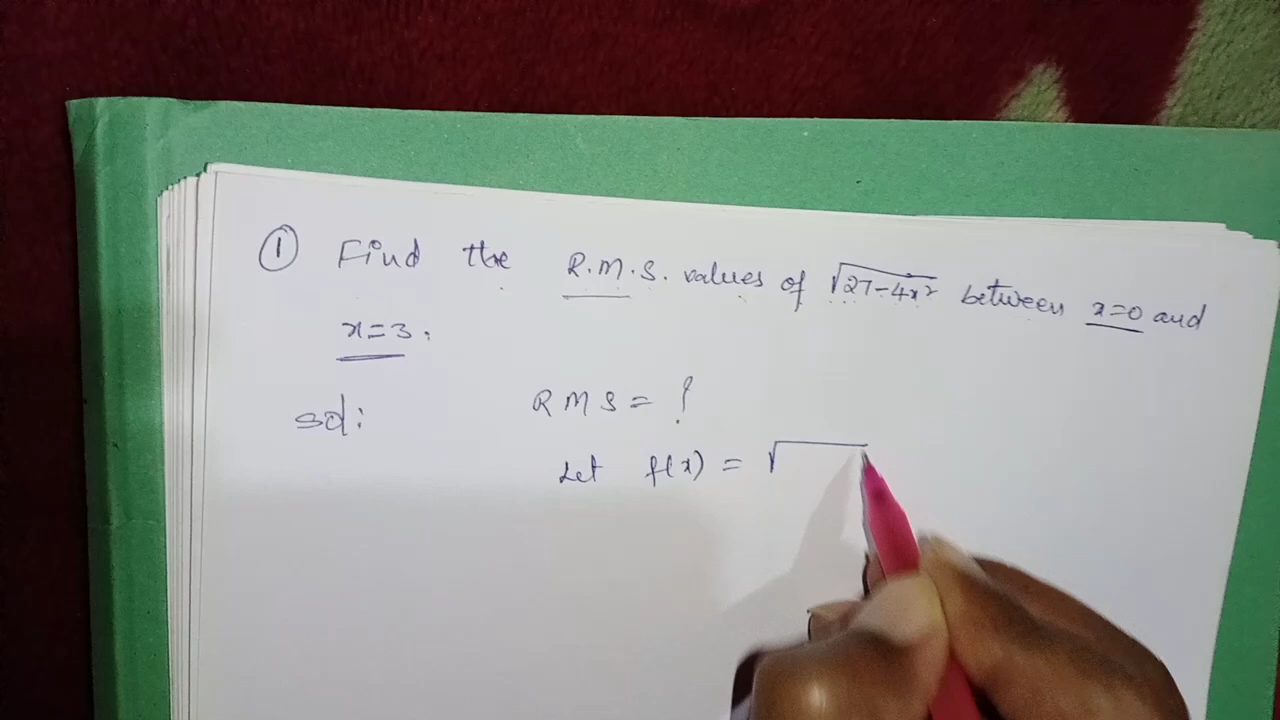 ① Find the R.M.S. values of √27-4x² between x=0 and
x=3.
Sol:
RMS = ?
Let f(x) = √